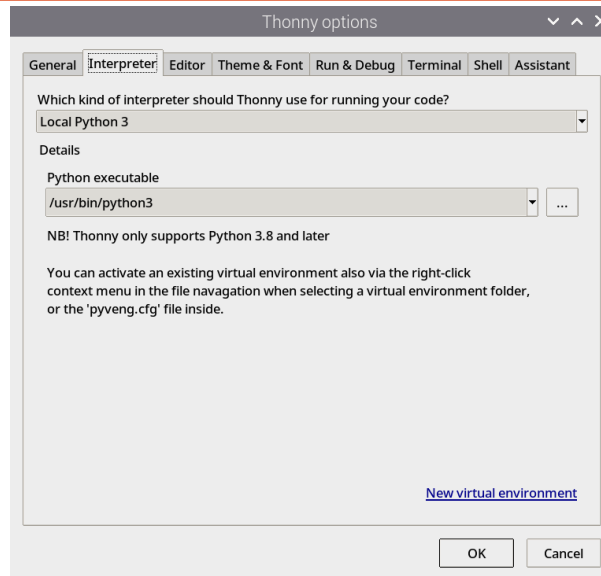 Thonny options
General Interpreter Editor Theme & Font Run & Debug Terminal Shell Assistant
Which kind of interpreter should Thonny use for running your code?
Local Python 3
Details
Python executable
/usr/bin/python3
...
NB! Thonny only supports Python 3.8 and later
You can activate an existing virtual environment also via the right-click
context menu in the file navagation when selecting a virtual environment folder,
or the 'pyveng.cfg' file inside.
New virtual environment
OK Cancel